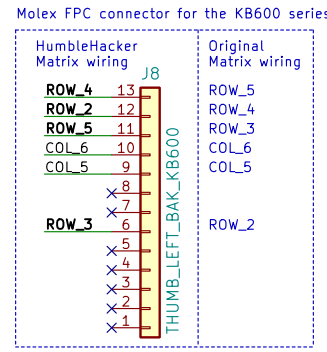 Molex FPC connector for the KB600 series
HumbleHacker
Matrix wiring
Original
Matrix wiring
J8
ROW_4 13 ROW_5
ROW_2 12 ROW_4
ROW_5 11 ROW_3
COL_6 10 COL_6
COL_5 9 COL_5
8
7
ROW_3 6 ROW_2
5
4
3
2
1
THUMB_LEFT_BAK_KB600